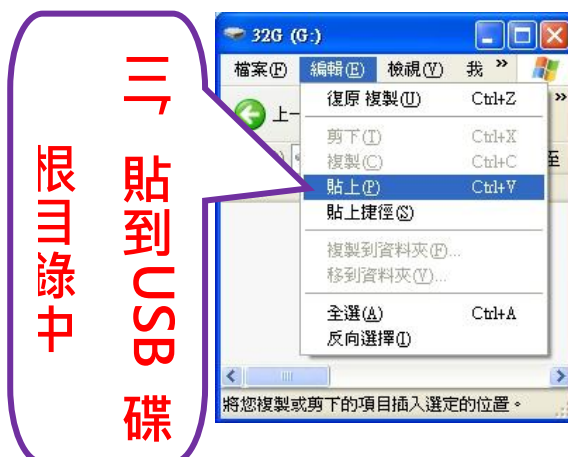 三, 貼到USB 碟
根目錄中
32G (G:)
檔案(F) 編輯(E) 檢視(V) 我 »
上一
復原 複製(U) Ctrl+Z
»
剪下(T) Ctrl+X
複製(C) Ctrl+C
至
貼上(P) Ctrl+V
貼上捷徑(S)
複製到資料夾(F)...
移到資料夾(V)...
全選(A) Ctrl+A
反向選擇(I)
將您複製或剪下的項目插入選定的位置。